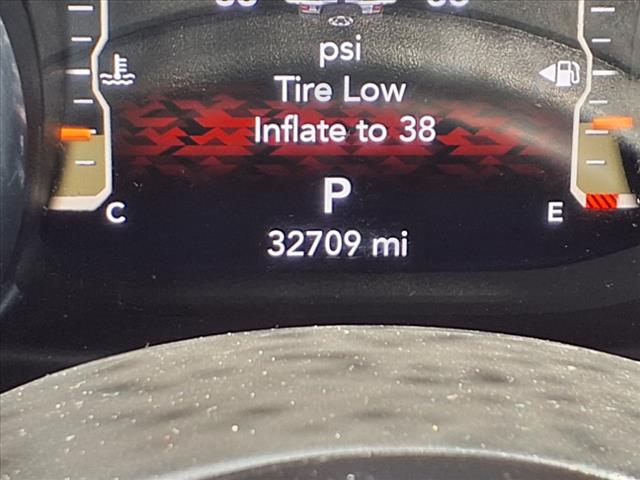 psi
Tire Low
Inflate to 38
P
C
E
32709 mi